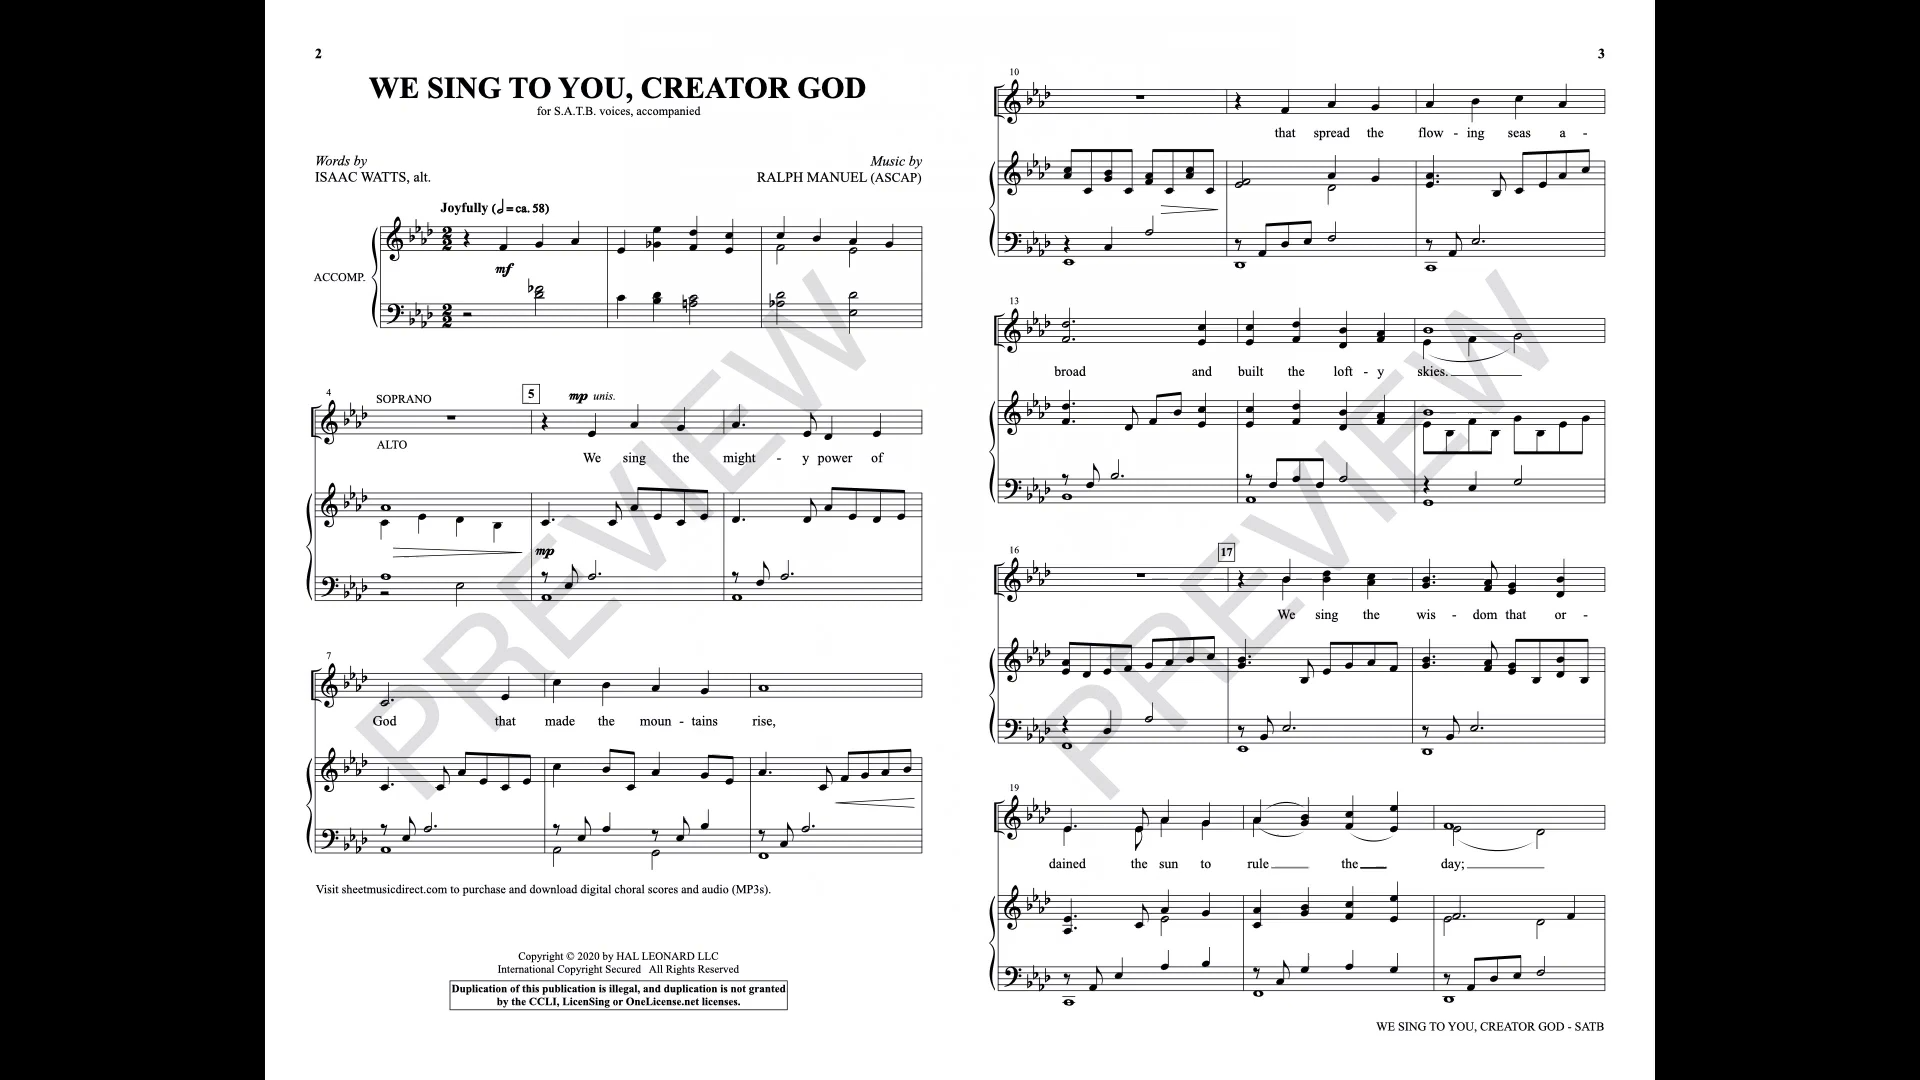 2
WE SING TO YOU, CREATOR GOD
for S.A.T.B. voices, accompanied
Words by
ISAAC WATTS, alt.
Music by
RALPH MANUEL (ASCAP)
Joyfully (𝅗𝅥 = ca. 58)
ACCOMP.
mf
4
SOPRANO
5
mp unis.
ALTO
We sing the might - y power of
mp
7
God that made the moun - tains rise,
Visit sheetmusicdirect.com to purchase and download digital choral scores and audio (MP3s).
Copyright © 2020 by HAL LEONARD LLC
International Copyright Secured All Rights Reserved
Duplication of this publication is illegal, and duplication is not granted
by the CCLI, LicenSing or OneLicense.net licenses.
PREVIEW
3
10
that spread the flow - ing seas a -
13
broad and built the loft - y skies.
16
17
We sing the wis - dom that or -
19
dained the sun to rule the day;
WE SING TO YOU, CREATOR GOD - SATB
PREVIEW